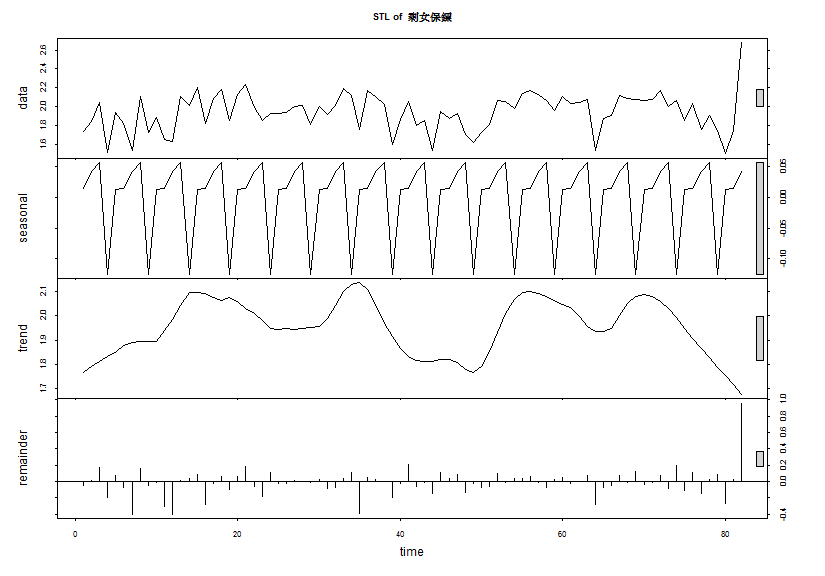 STL of 剩女保鏢
data
1.6 1.8 2.0 2.2 2.4 2.6
seasonal
-0.10 -0.05 0.00 0.05
trend
1.7 1.8 1.9 2.0 2.1
remainder
-0.4 0.0 0.2 0.4 0.6 0.8 1.0
0 20 40 60 80
time